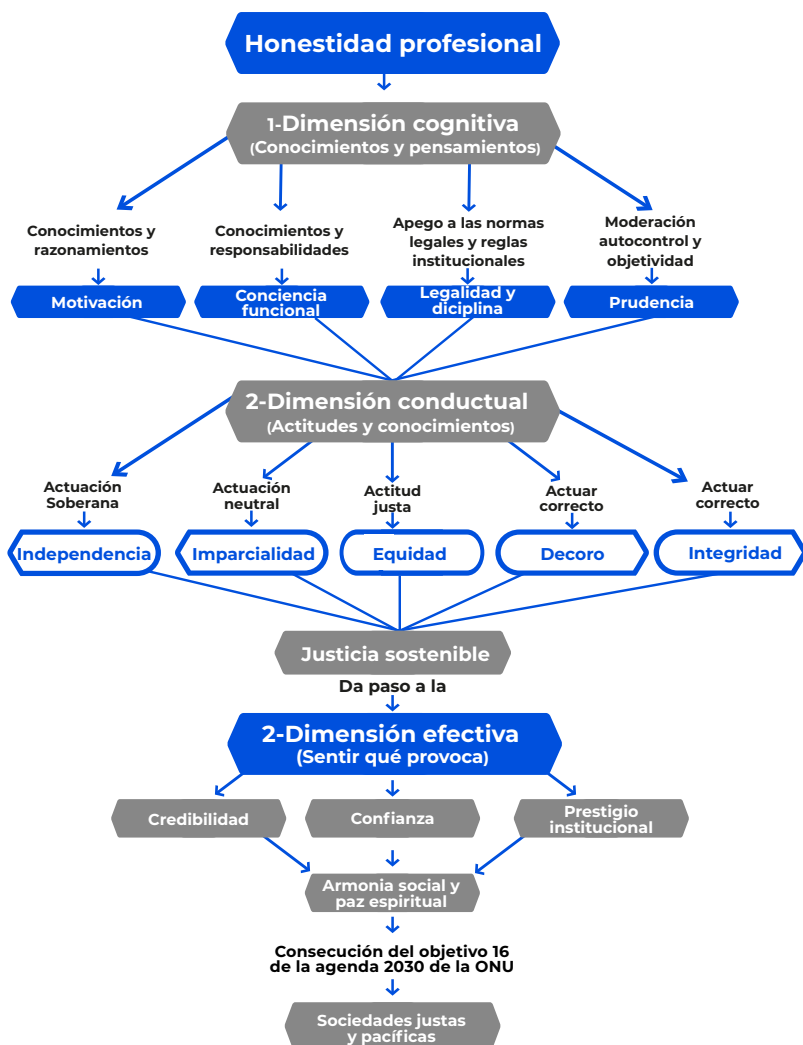 Honestidad profesional
1-Dimensión cognitiva
(Conocimientos y pensamientos)
Conocimientos y
razonamientos
Conocimientos y
responsabilidades
Apego a las normas
legales y reglas
institucionales
Moderación
autocontrol y
objetividad
Motivación
Conciencia
funcional
Legalidad y
diciplina
Prudencia
2-Dimensión conductual
(Actitudes y conocimientos)
Actuación
Soberana
Actuación
neutral
Actitud
justa
Actuar
correcto
Actuar
correcto
Independencia
Imparcialidad
Equidad
Decoro
Integridad
Justicia sostenible
Da paso a la
2-Dimensión efectiva
(Sentir qué provoca)
Credibilidad
Confianza
Prestigio
institucional
Armonia social y
paz espiritual
Consecución del objetivo 16
de la agenda 2030 de la ONU
Sociedades justas
y pacíficas